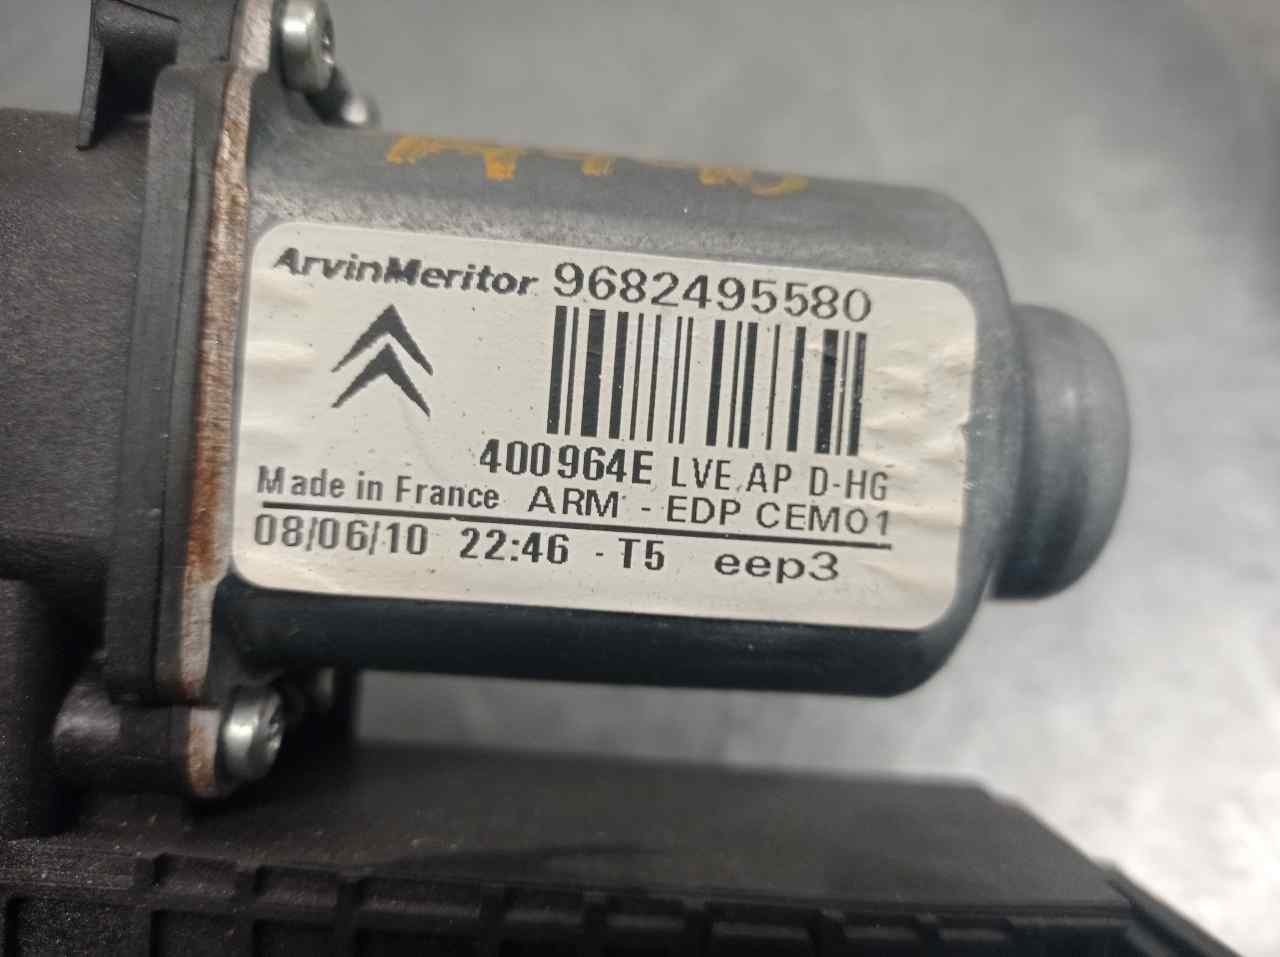 ArvinMeritor 9682495580
400964E LVE.AP D-HG
Made in France ARM - EDP CEM01
08/06/10 22:46 - T5 eep3